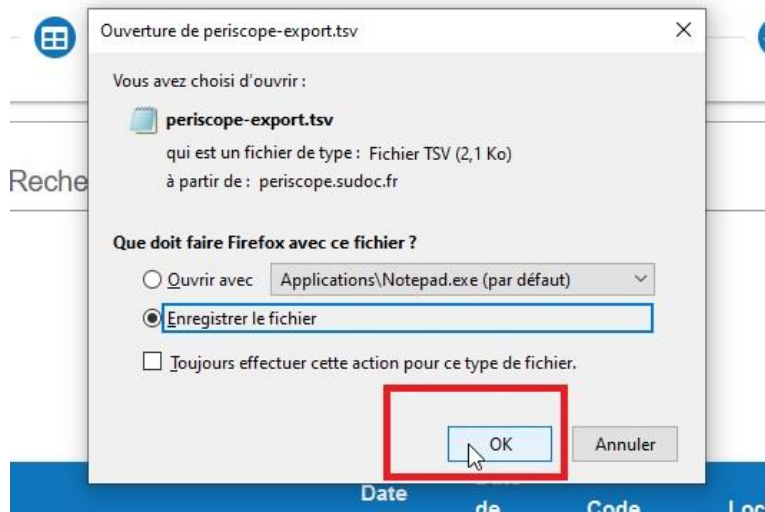 Ouverture de periscope-export.tsv
Vous avez choisi d'ouvrir :
periscope-export.tsv
qui est un fichier de type : Fichier TSV (2,1 Ko)
à partir de : periscope.sudoc.fr
Reche
Que doit faire Firefox avec ce fichier ?
Ouvrir avec Applications\Notepad.exe (par défaut)
Enregistrer le fichier
Toujours effectuer cette action pour ce type de fichier.
OK Annuler
Date
de Code Loc